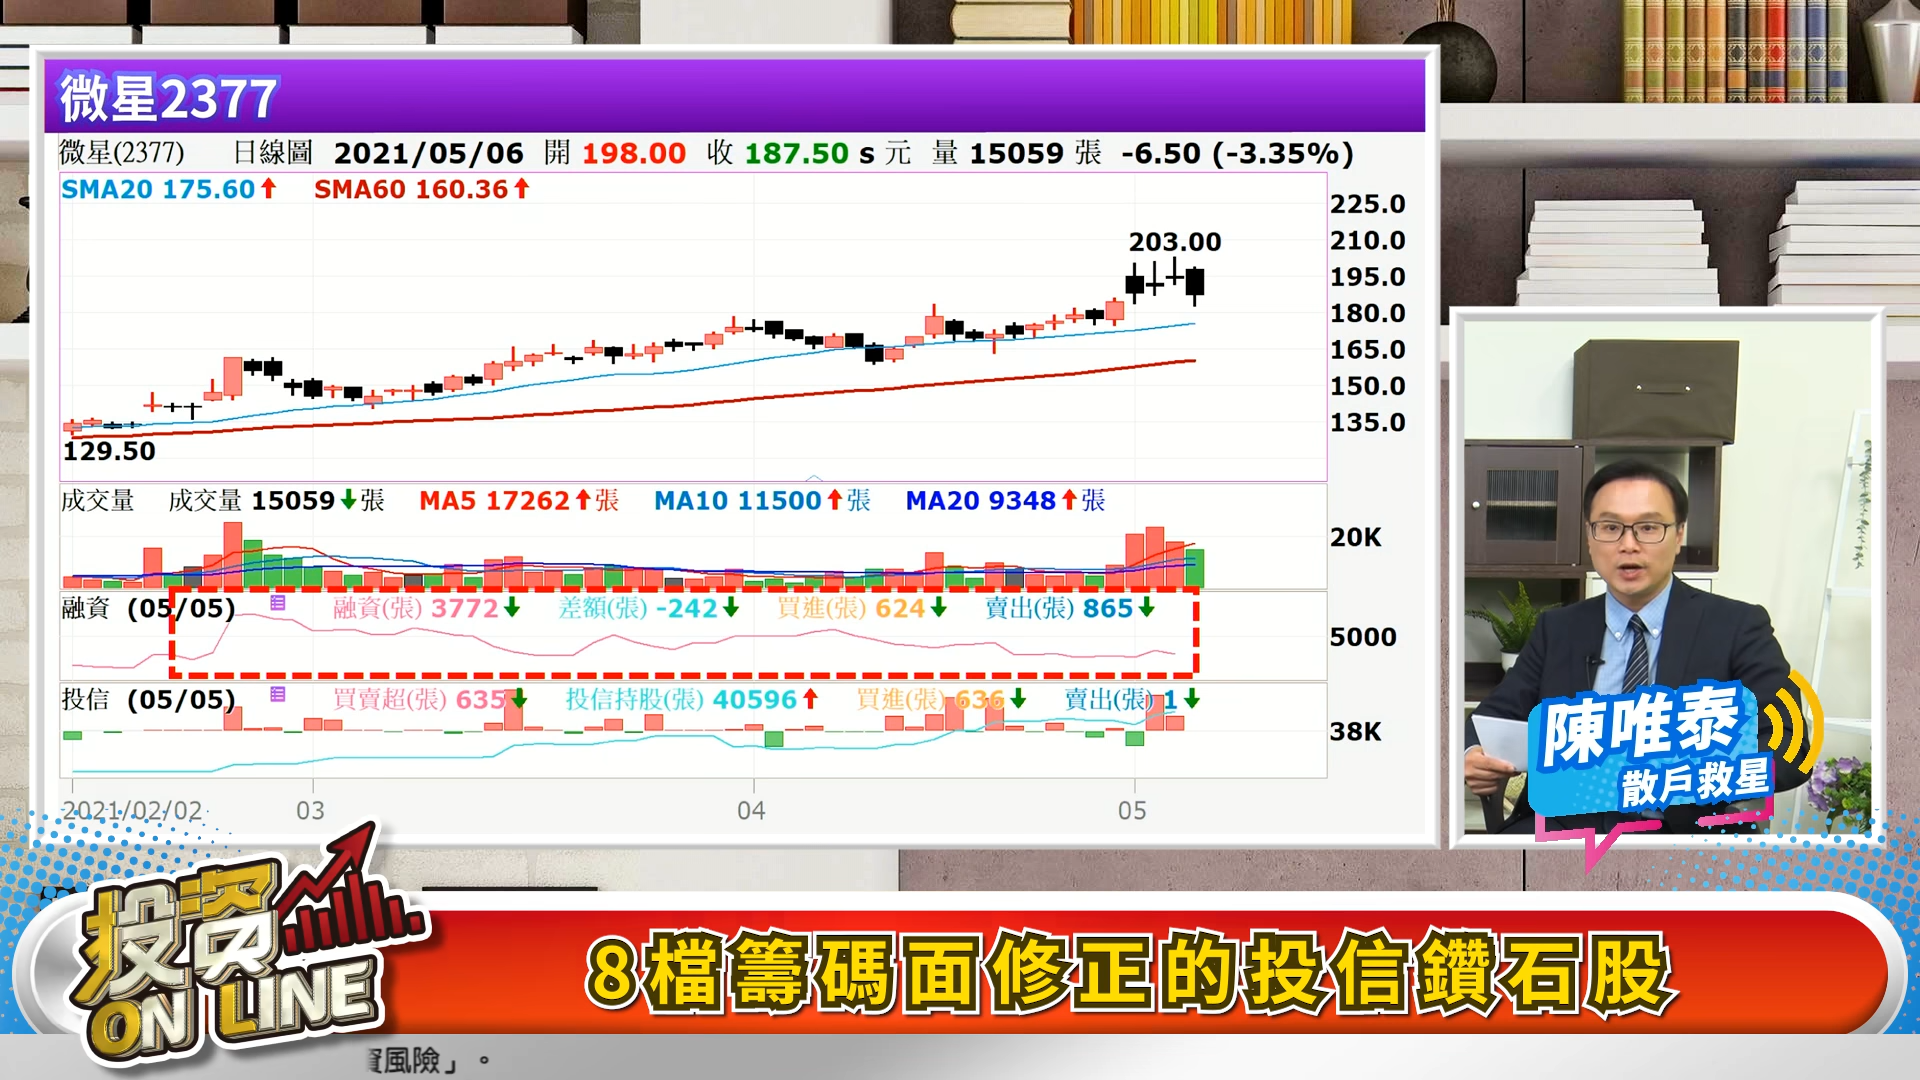 微星2377
微星(2377) 日線圖 2021/05/06 開 198.00 收 187.50 s 元 量 15059 張 -6.50 (-3.35%)
SMA20 175.60↑ SMA60 160.36↑
225.0
210.0
203.00
195.0
180.0
165.0
150.0
135.0
129.50
成交量 成交量 15059↓張 MA5 17262↑張 MA10 11500↑張 MA20 9348↑張
20K
融資 (05/05) 融資(張) 3772↓ 差額(張) -242↓ 買進(張) 624↓ 賣出(張) 865↓
5000
投信 (05/05) 買賣超(張) 635↓ 投信持股(張) 40596↑ 買進(張) 636↓ 賣出(張) 1↓
38K
2021/02/02 03 04 05
陳唯泰
散戶救星
投資
ON LINE
8檔籌碼面修正的投信鑽石股
風險」。